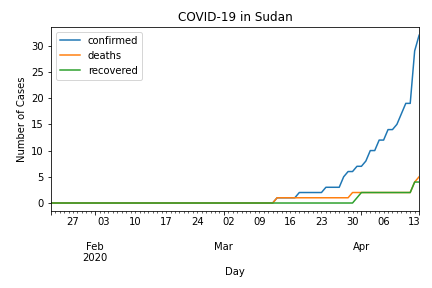 COVID-19 in Sudan
confirmed
deaths
recovered
Number of Cases
30
25
20
15
10
5
0
27 03 10 17 24 02 09 16 23 30 06 13
Feb Mar Apr
2020
Day